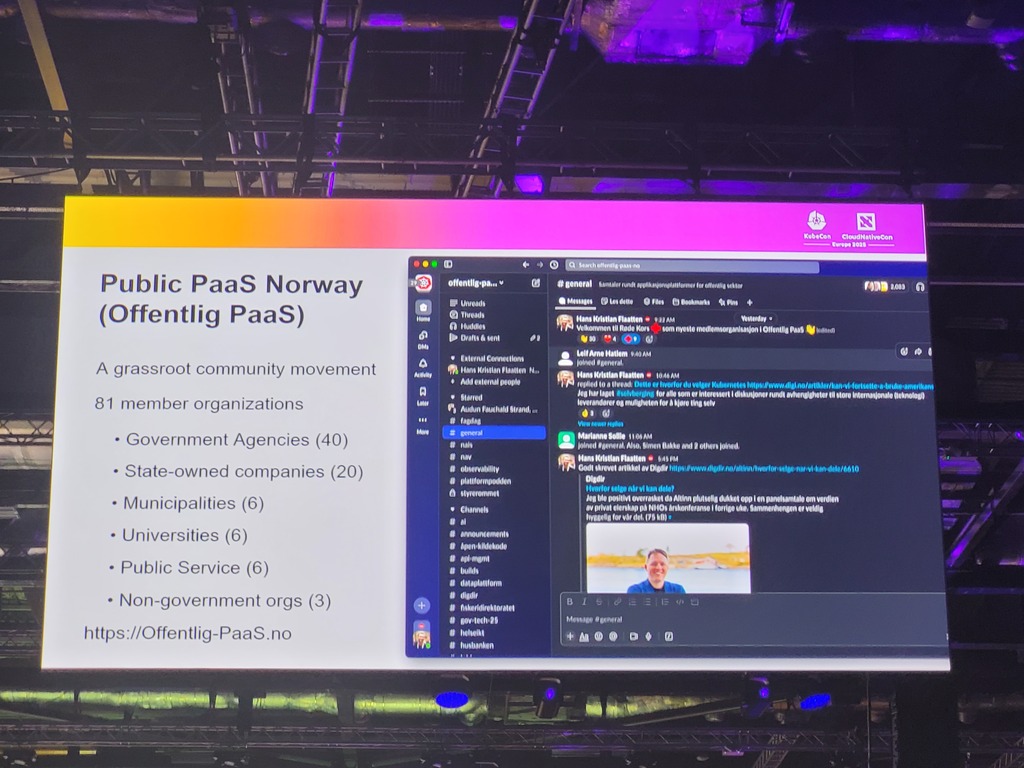 KubeCon
CloudNativeCon
Europe 2025
Public PaaS Norway
(Offentlig PaaS)
A grassroot community movement
81 member organizations
• Government Agencies (40)
• State-owned companies (20)
• Municipalities (6)
• Universities (6)
• Public Service (6)
• Non-government orgs (3)
https://Offentlig-PaaS.no
Search offentlig-paas-no
offentlig-pa...
Home
DMs
Activity
Later
More
Unreads
Threads
Huddles
Drafts & sent
External Connections
Hans Kristian Flaatten N...
Add external people
Starred
Audun Fauchald Strand, ...
# fagdag
# general
# nais
# nav
# observability
# plattformpodden
styrerommet
Channels
# ai
# announcements
# åpen-kildekode
# api-mgmt
# builds
# dataplattform
# digdir
# fiskeridirektoratet
# gov-tech-25
# helseikt
# husbanken
# general
Samtaler rundt applikasjonsplattformer for offentlig sektor
2,083
Messages
Les dette
Files
Bookmarks
Pins
+
Yesterday
Hans Kristian Flaatten 9:33 AM
Velkommen til Røde Kors som nyeste medlemsorganisasjon i Offentlig PaaS (edited)
Leif Arne Hatlem 9:40 AM
joined #general.
Hans Kristian Flaatten 10:46 AM
replied to a thread: Dette er hvorfor du velger Kubernetes https://www.digi.no/artikler/kan-vi-fortsatte-a-bruke-amerikans
Jeg har laget #selvberging for alle som er interessert i diskusjoner rundt avhengigheter til store internasjonale (teknologi)
leverandører og muligheten for å kjøre ting selv
View newer replies
Marianne Sollie 11:06 AM
joined #general. Also, Simen Bakke and 2 others joined.
Hans Kristian Flaatten 5:45 PM
Godt skrevet artikkel av Digdir https://www.digdir.no/altinn/hvorfor-selge-nar-vi-kan-dele/6610
Digdir
Hvorfor selge når vi kan dele?
Jeg ble positivt overrasket da Altinn plutselig dukket opp i en panelsamtale om verdien
av privat eierskap på NHOs årskonferanse i forrige uke. Sammenhengen er veldig
hyggelig for vår del. (75 kB)
Message #general